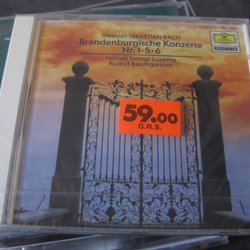 JOHANN SEBASTIAN BACH
Brandenburgische Konzerte
Nr. 1·5·6
Festival Strings Lucerne
Rudolf Baumgartner
RESONANCE
59.00
G.R.S.